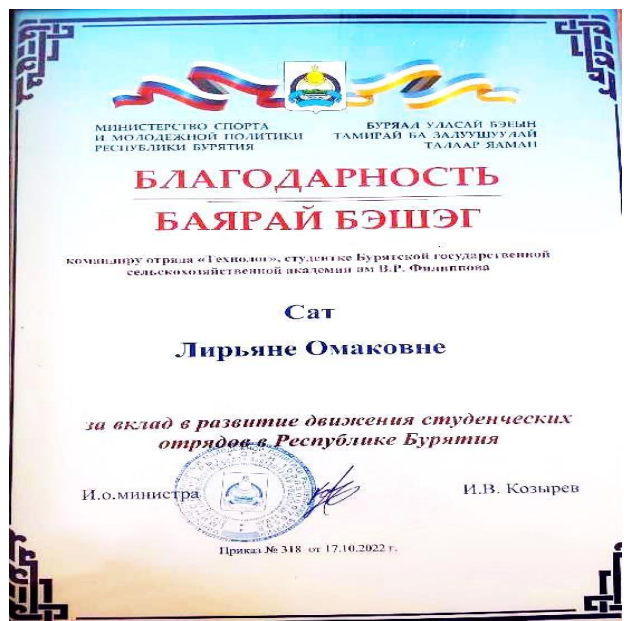 МИНИСТЕРСТВО СПОРТА
И МОЛОДЕЖНОЙ ПОЛИТИКИ
РЕСПУБЛИКИ БУРЯТИЯ
БУРЯАД УЛАСАЙ БЭЕЫН
ТАМИРАЙ БА ЗАЛУУШУУЛАЙ
ТАЛААР ЯАМАН
БЛАГОДАРНОСТЬ
БАЯРАЙ БЭШЭГ
командиру отряда «Технолог», студентке Бурятской государственной
сельскохозяйственной академии им В.Р. Филиппова
Сат
Лирьяне Омаковне
за вклад в развитие движения студенческих
отрядов в Республике Бурятия
И.о.министра
И.В. Козырев
Приказ № 318 от 17.10.2022 г.